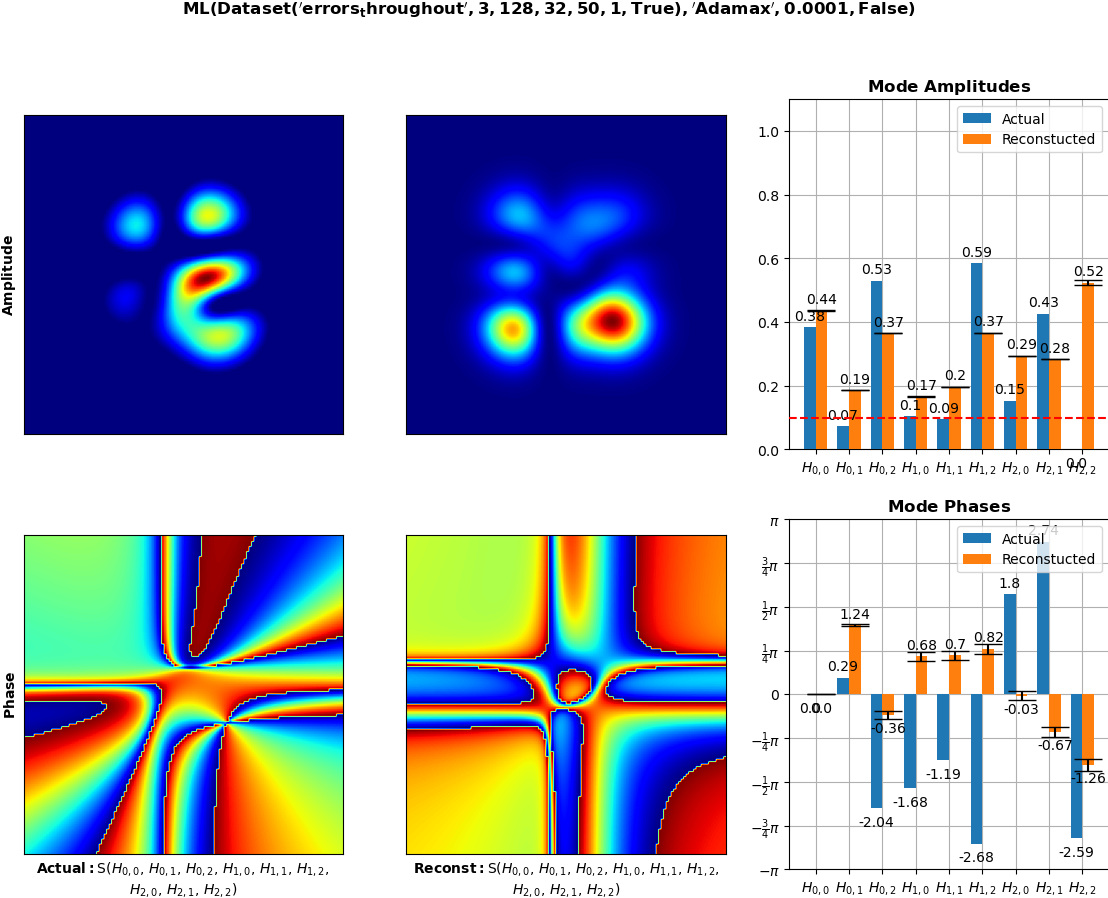 ML(Dataset('errors_throughout', 3, 128, 32, 50, 1, True), 'Adamax', 0.0001, False)
Amplitude
Mode Amplitudes
Actual
Reconstucted
1.0
0.8
0.6
0.4
0.2
0.0
0.38 0.07 0.53 0.1 0.09 0.59 0.15 0.43 0.0
0.44 0.19 0.37 0.17 0.2 0.37 0.29 0.28 0.52
H0,0 H0,1 H0,2 H1,0 H1,1 H1,2 H2,0 H2,1 H2,2
Phase
Actual: S(H0,0, H0,1, H0,2, H1,0, H1,1, H1,2,
H2,0, H2,1, H2,2)
Reconst: S(H0,0, H0,1, H0,2, H1,0, H1,1, H1,2,
H2,0, H2,1, H2,2)
Mode Phases
Actual
Reconstucted
π
3/4π
1/2π
1/4π
0
−1/4π
−1/2π
−3/4π
−π
0.0 0.29 -2.04 -1.68 -1.19 -2.68 1.8 2.74 -2.59
0.0 1.24 -0.36 0.68 0.7 0.82 -0.03 -0.67 -1.26
H0,0 H0,1 H0,2 H1,0 H1,1 H1,2 H2,0 H2,1 H2,2